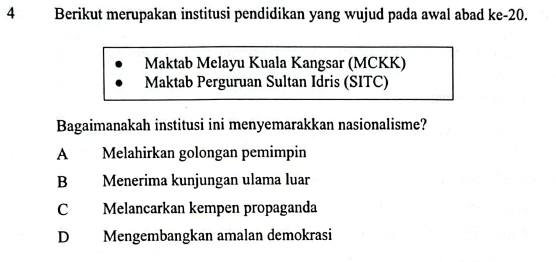 4 Berikut merupakan institusi pendidikan yang wujud pada awal abad ke-20.
• Maktab Melayu Kuala Kangsar (MCKK)
• Maktab Perguruan Sultan Idris (SITC)
Bagaimanakah institusi ini menyemarakkan nasionalisme?
A Melahirkan golongan pemimpin
B Menerima kunjungan ulama luar
C Melancarkan kempen propaganda
D Mengembangkan amalan demokrasi